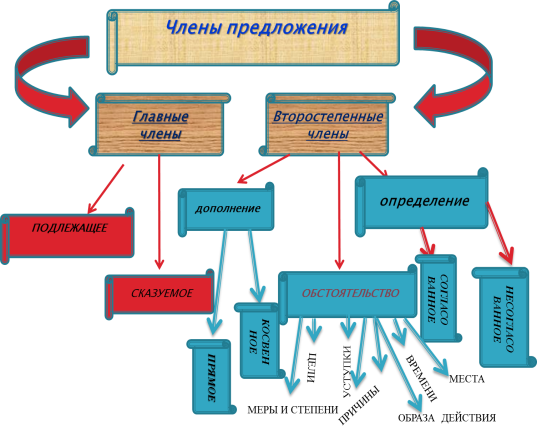 Члены предложения
Главные
члены
Второстепенные
члены
дополнение
определение
ПОДЛЕЖАЩЕЕ
СКАЗУЕМОЕ
ОБСТОЯТЕЛЬСТВО
СОГЛАСО
ВАННОЕ
НЕСОГЛАСО
ВАННОЕ
КОСВЕН
НОЕ
ПРЯМОЕ
ЦЕЛИ
УСТУПКИ
ПРИЧИНЫ
ВРЕМЕНИ
МЕСТА
МЕРЫ И СТЕПЕНИ
ОБРАЗА ДЕЙСТВИЯ